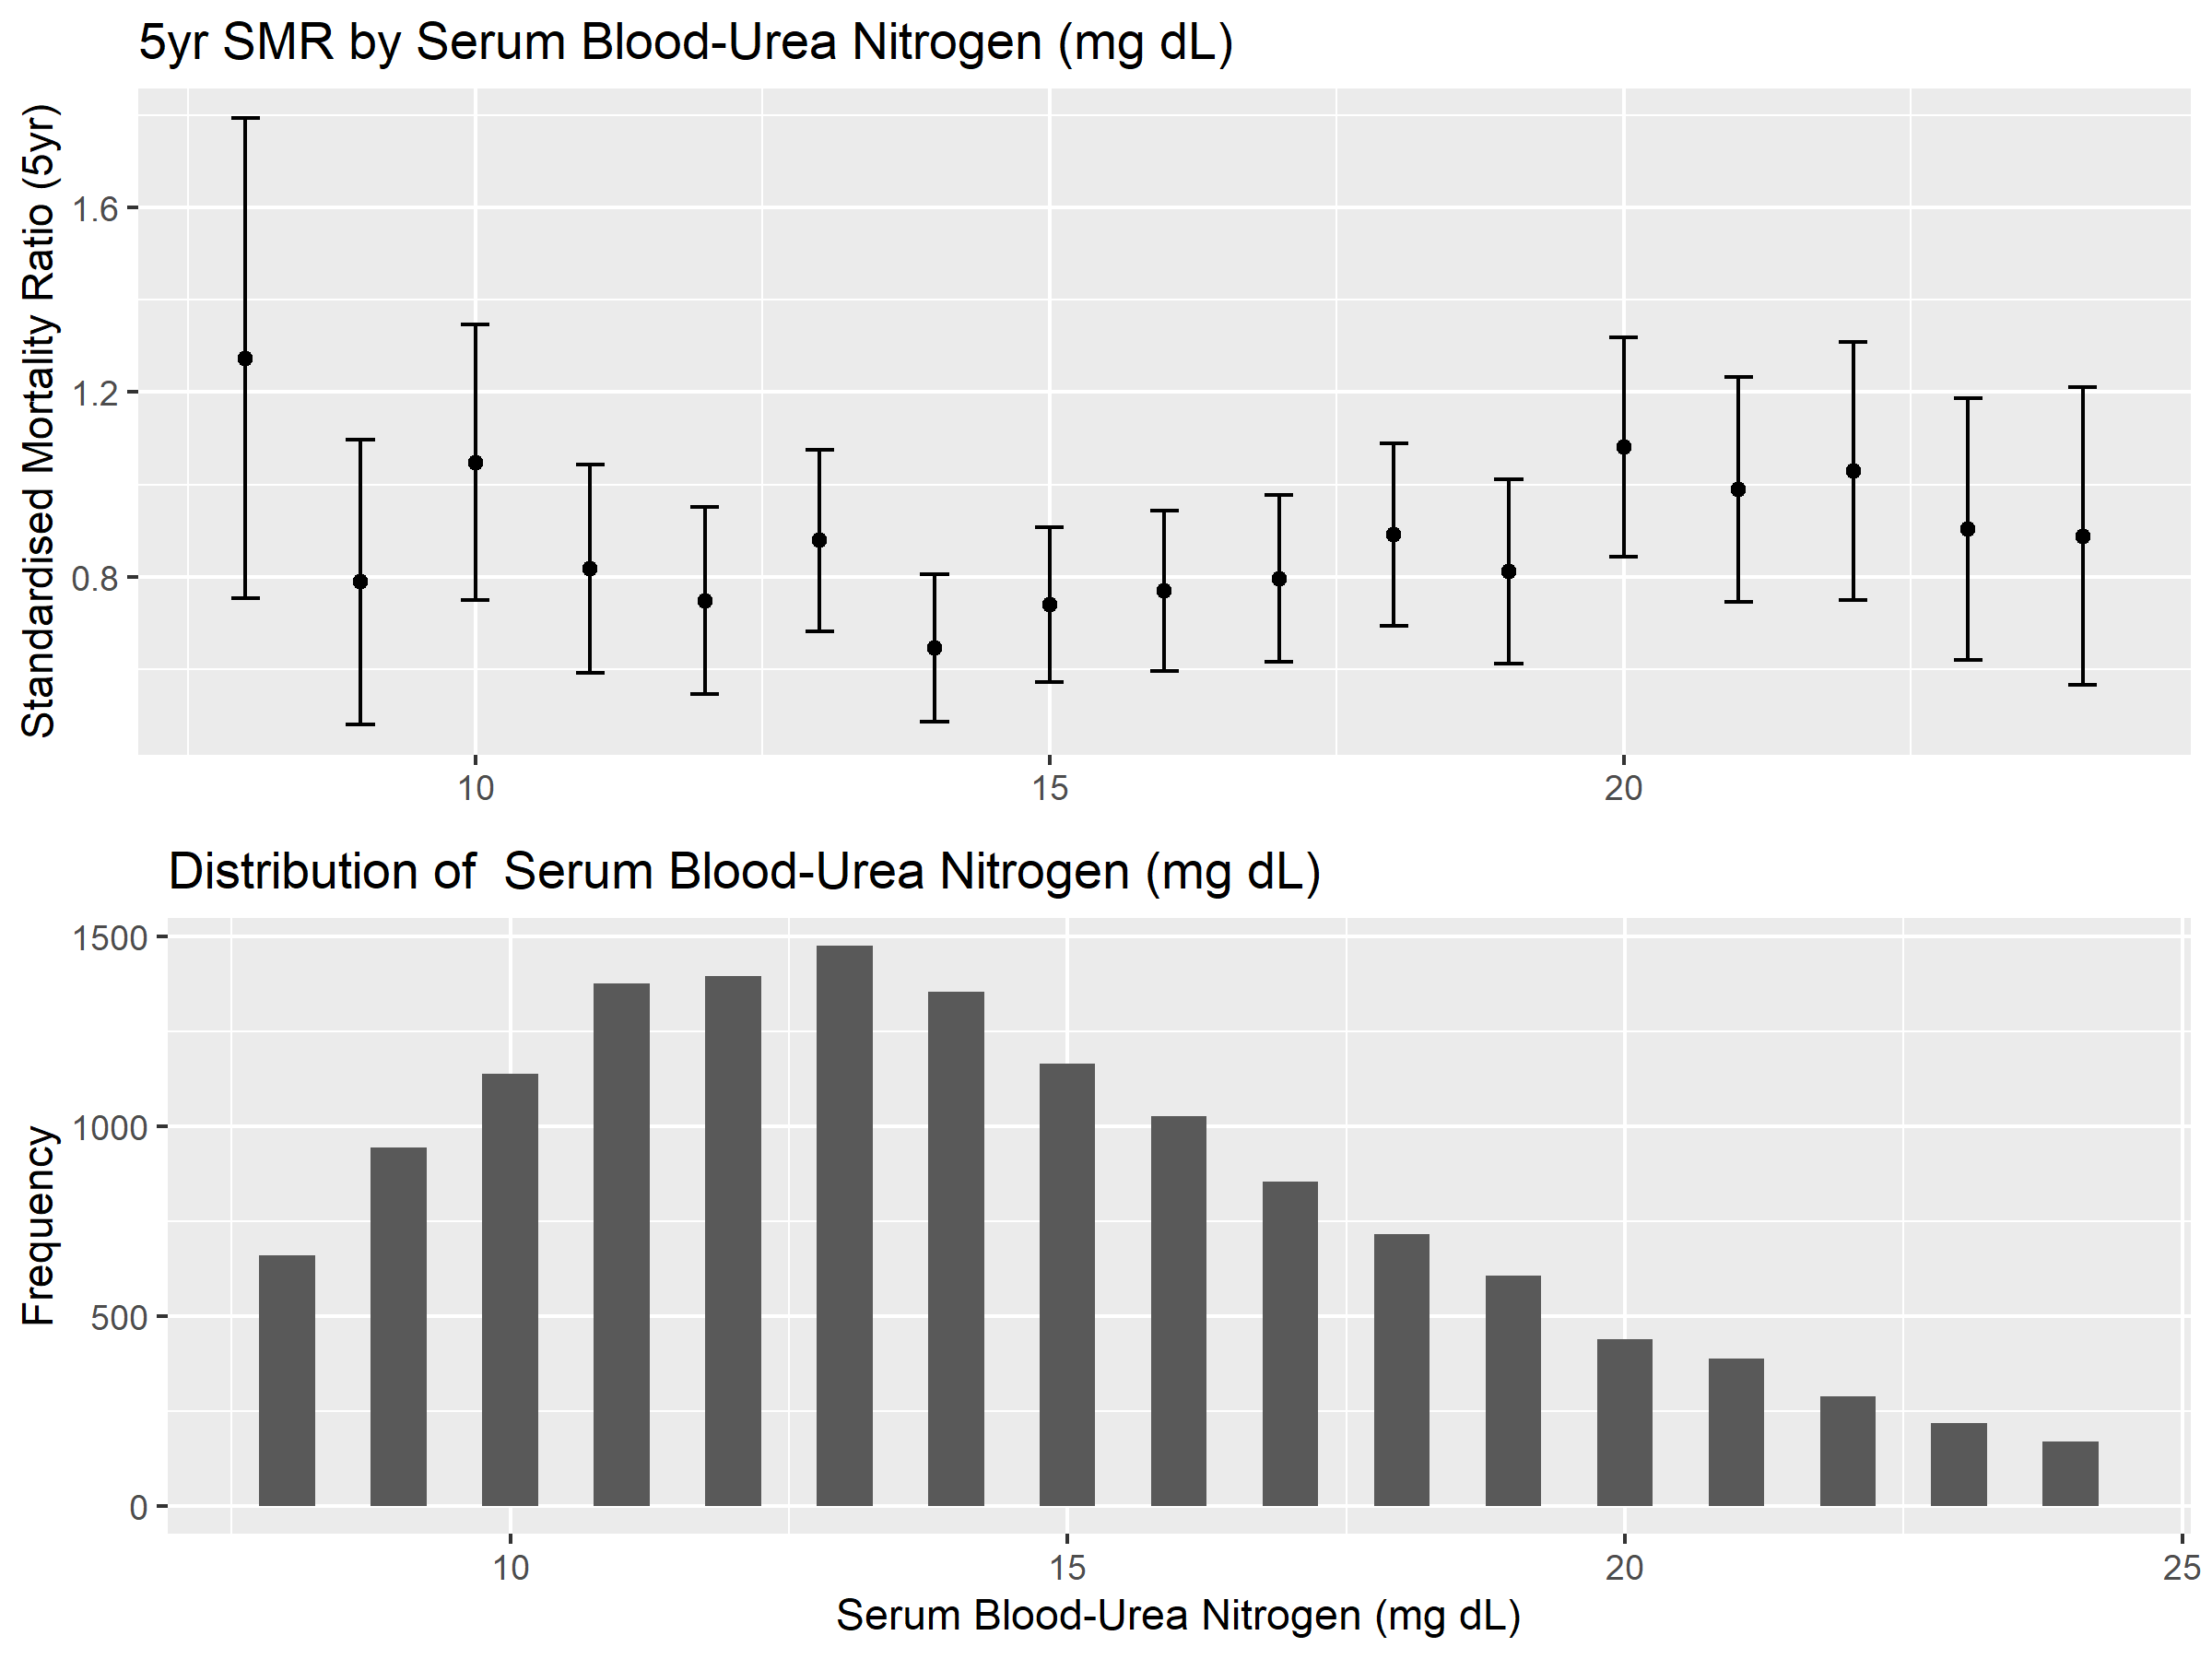 5yr SMR by Serum Blood-Urea Nitrogen (mg dL)
Standardised Mortality Ratio (5yr)
1.6
1.2
0.8
10 15 20
Distribution of  Serum Blood-Urea Nitrogen (mg dL)
Frequency
1500
1000
500
0
10 15 20 25
Serum Blood-Urea Nitrogen (mg dL)